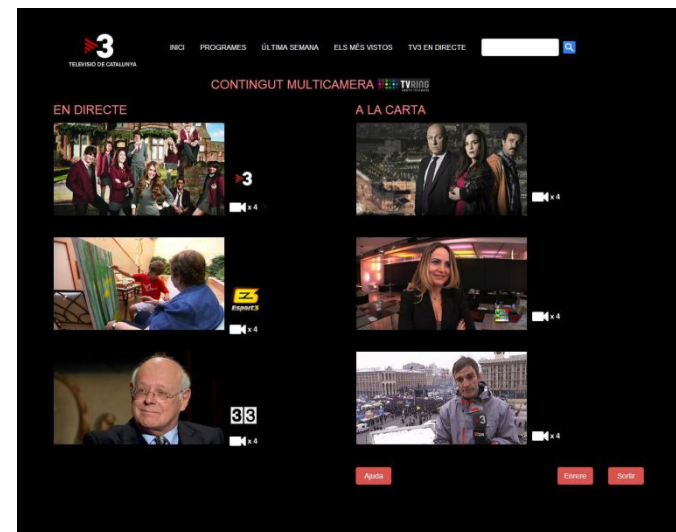 3
TELEVISIÓ DE CATALUNYA
INICI PROGRAMES ÚLTIMA SEMANA ELS MÉS VISTOS TV3 EN DIRECTE
CONTINGUT MULTICAMERA TVRING
EN DIRECTE
A LA CARTA
3
x 4
x 4
Esport3
x 4
x 4
33
x 4
3
x 4
Ajuda
Enrere
Sortir